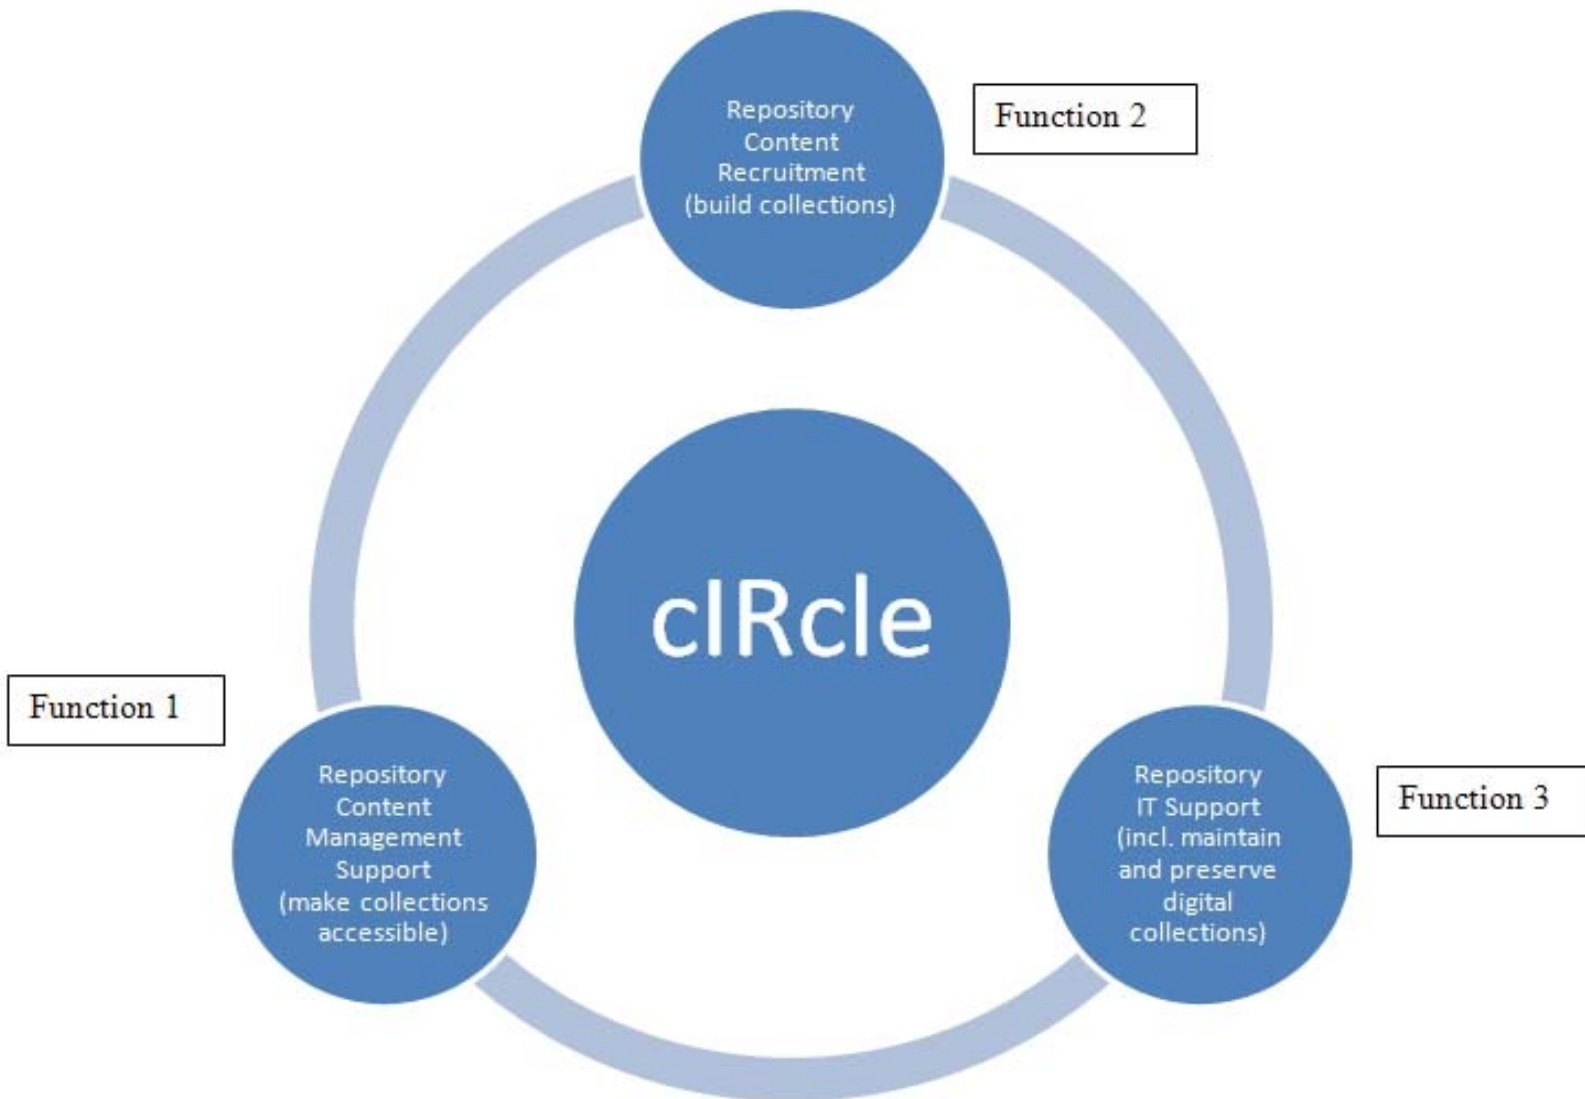 Repository
Content
Recruitment
(build collections)
Function 2
cIRcle
Function 1
Repository
Content
Management
Support
(make collections
accessible)
Repository
IT Support
(incl. maintain
and preserve
digital
collections)
Function 3